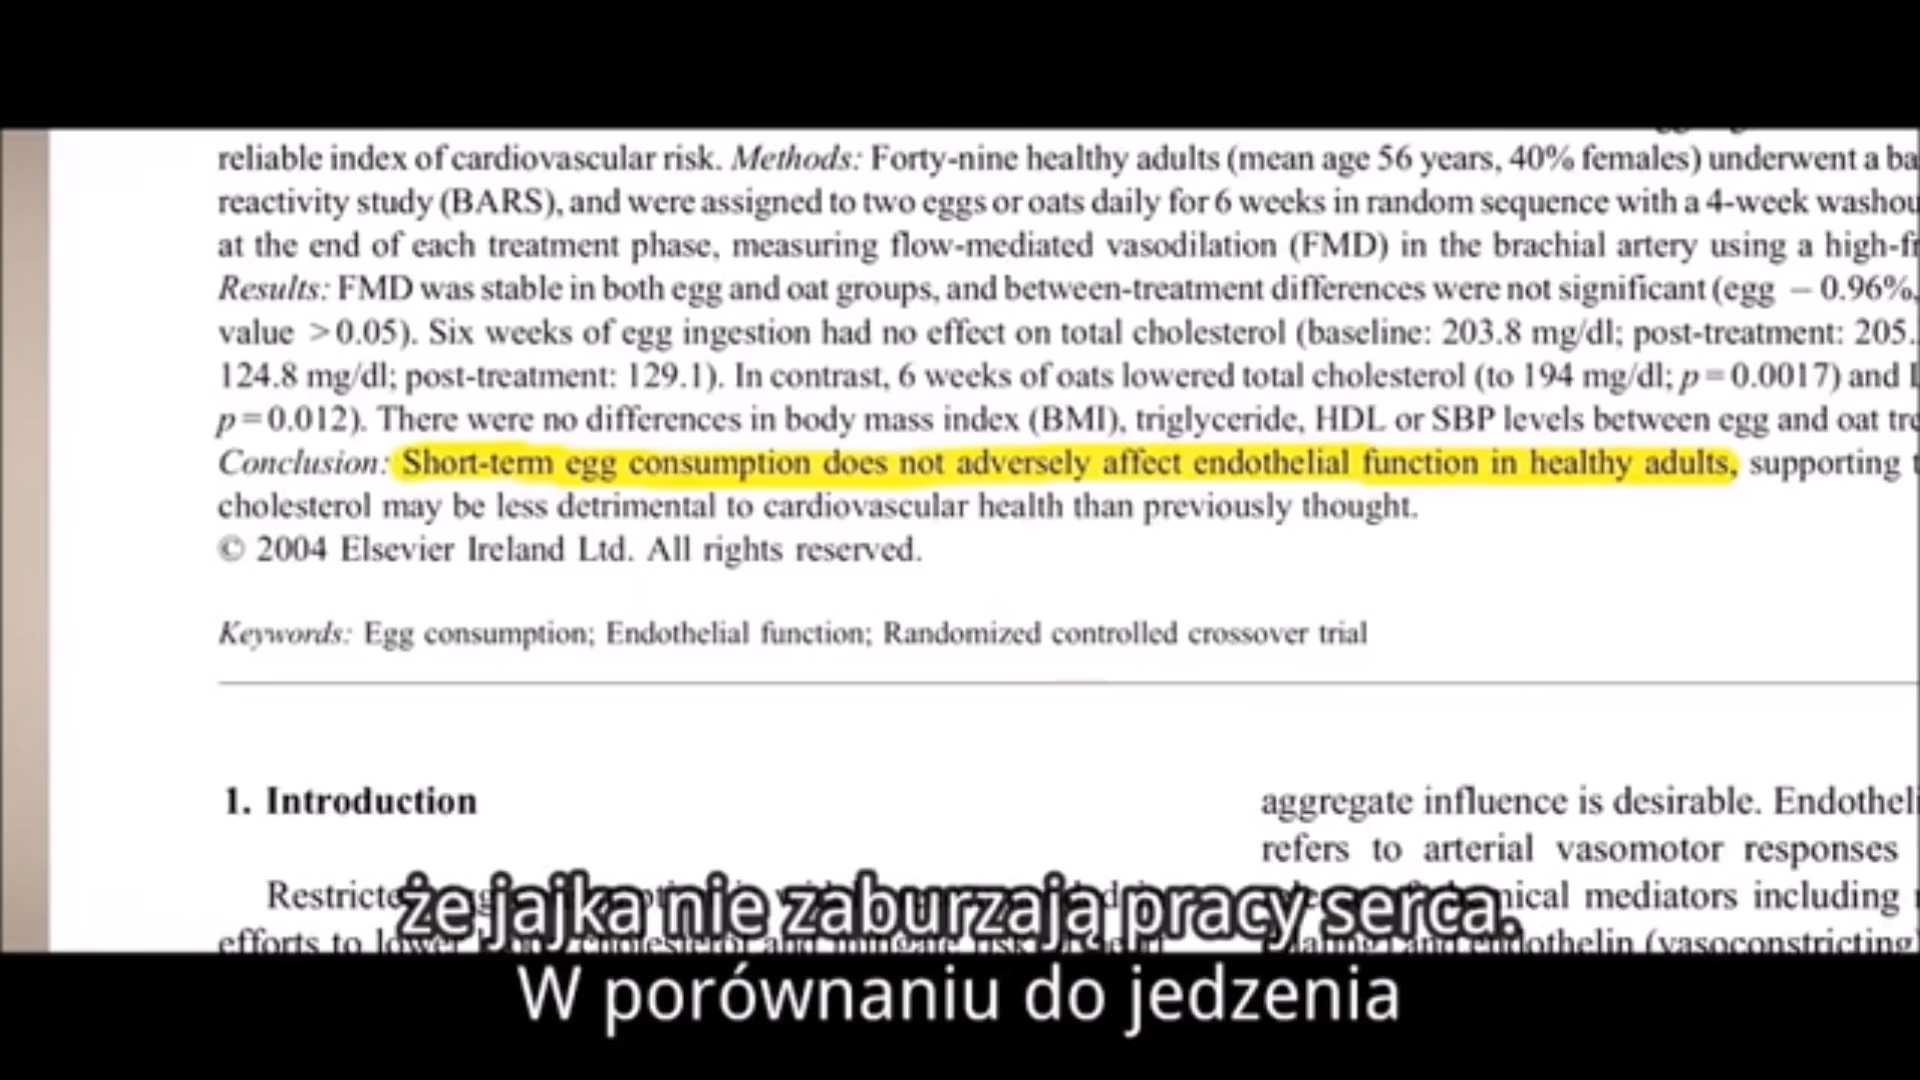 reliable index of cardiovascular risk. Methods: Forty-nine healthy adults (mean age 56 years, 40% females) underwent a ba
reactivity study (BARS), and were assigned to two eggs or oats daily for 6 weeks in random sequence with a 4-week washou
at the end of each treatment phase, measuring flow-mediated vasodilation (FMD) in the brachial artery using a high-fr
Results: FMD was stable in both egg and oat groups, and between-treatment differences were not significant (egg − 0.96%,
value >0.05). Six weeks of egg ingestion had no effect on total cholesterol (baseline: 203.8 mg/dl; post-treatment: 205.
124.8 mg/dl; post-treatment: 129.1). In contrast, 6 weeks of oats lowered total cholesterol (to 194 mg/dl; p=0.0017) and L
p=0.012). There were no differences in body mass index (BMI), triglyceride, HDL or SBP levels between egg and oat tre
Conclusion: Short-term egg consumption does not adversely affect endothelial function in healthy adults, supporting t
cholesterol may be less detrimental to cardiovascular health than previously thought.
© 2004 Elsevier Ireland Ltd. All rights reserved.
Keywords: Egg consumption; Endothelial function; Randomized controlled crossover trial
1. Introduction
Restricte
efforts to
aggregate influence is desirable. Endotheli
refers to arterial vasomotor responses
mediators including
and endothelin (vasoconstricting)
że jajka nie zaburzają pracy serca.
W porównaniu do jedzenia